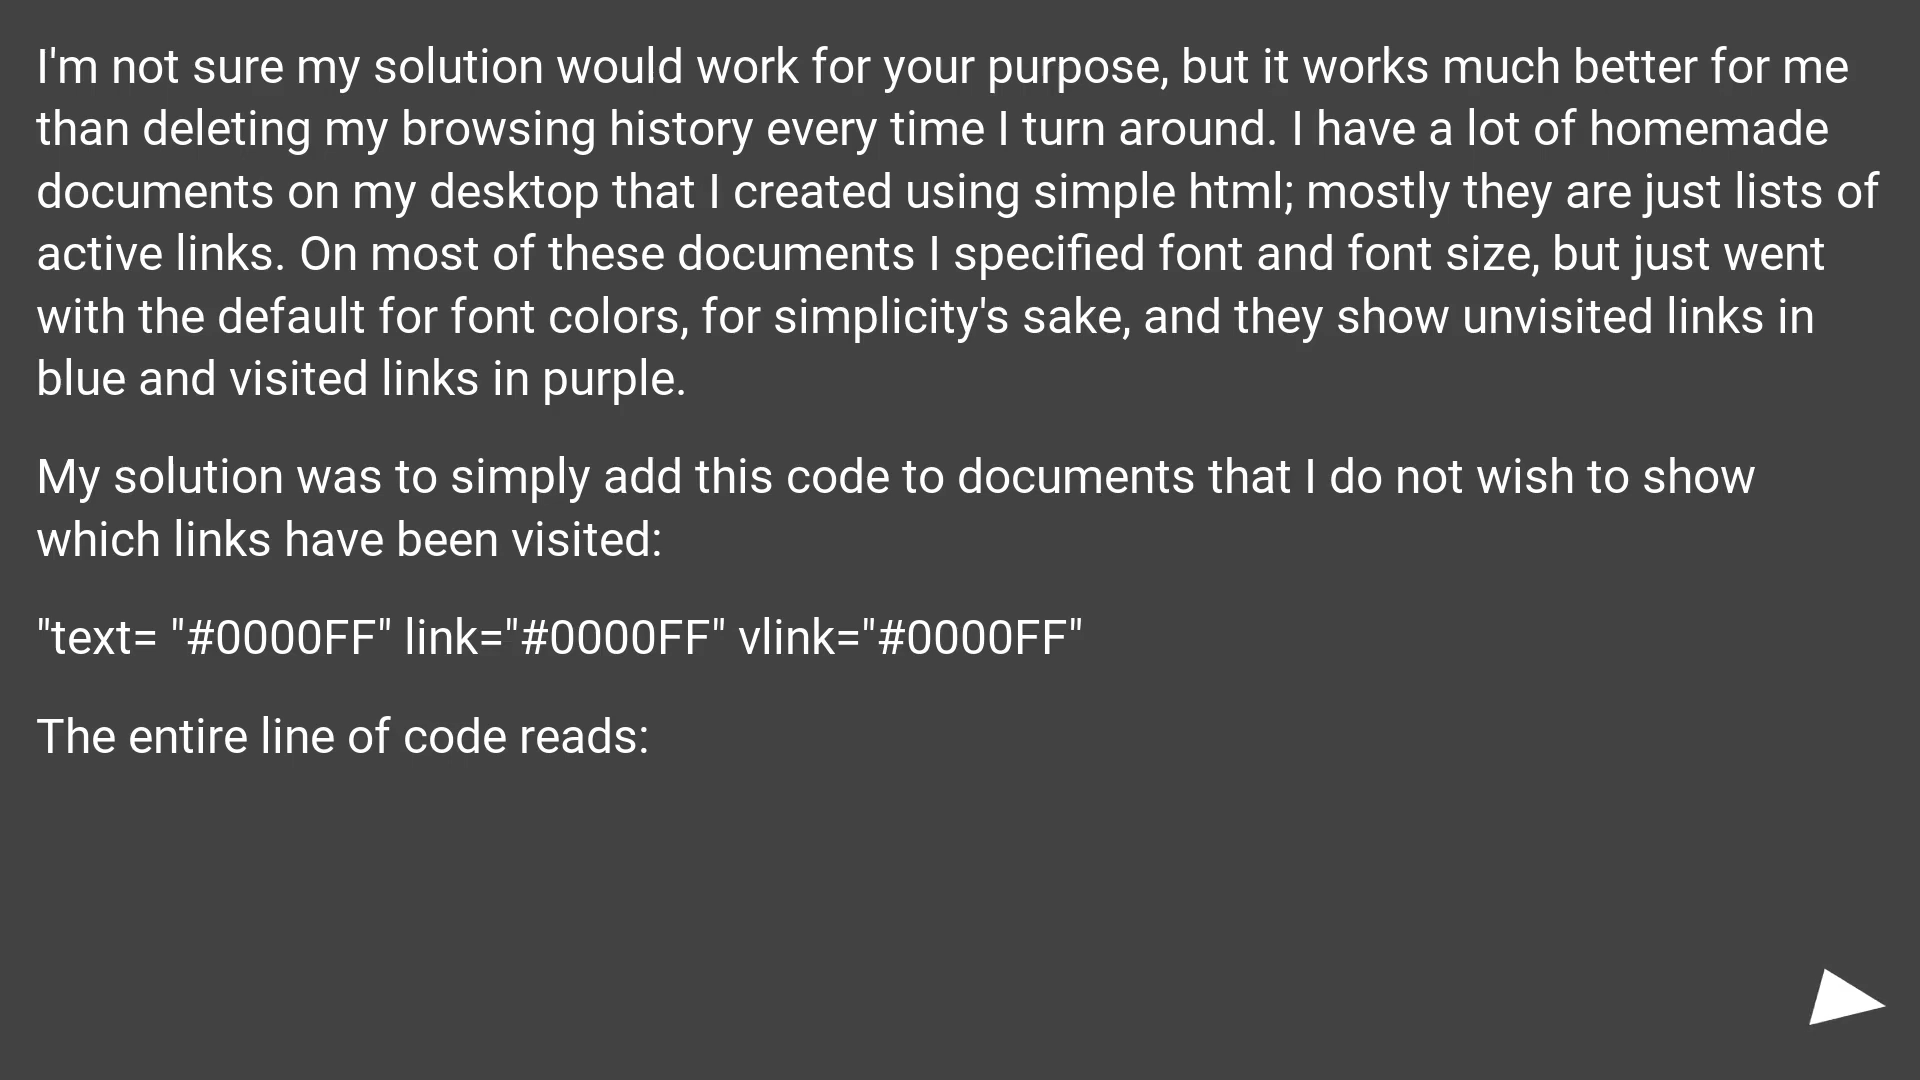 I'm not sure my solution would work for your purpose, but it works much better for me
than deleting my browsing history every time I turn around. I have a lot of homemade
documents on my desktop that I created using simple html; mostly they are just lists of
active links. On most of these documents I specified font and font size, but just went
with the default for font colors, for simplicity's sake, and they show unvisited links in
blue and visited links in purple.
My solution was to simply add this code to documents that I do not wish to show
which links have been visited:
"text= "#0000FF" link="#0000FF" vlink="#0000FF"
The entire line of code reads: